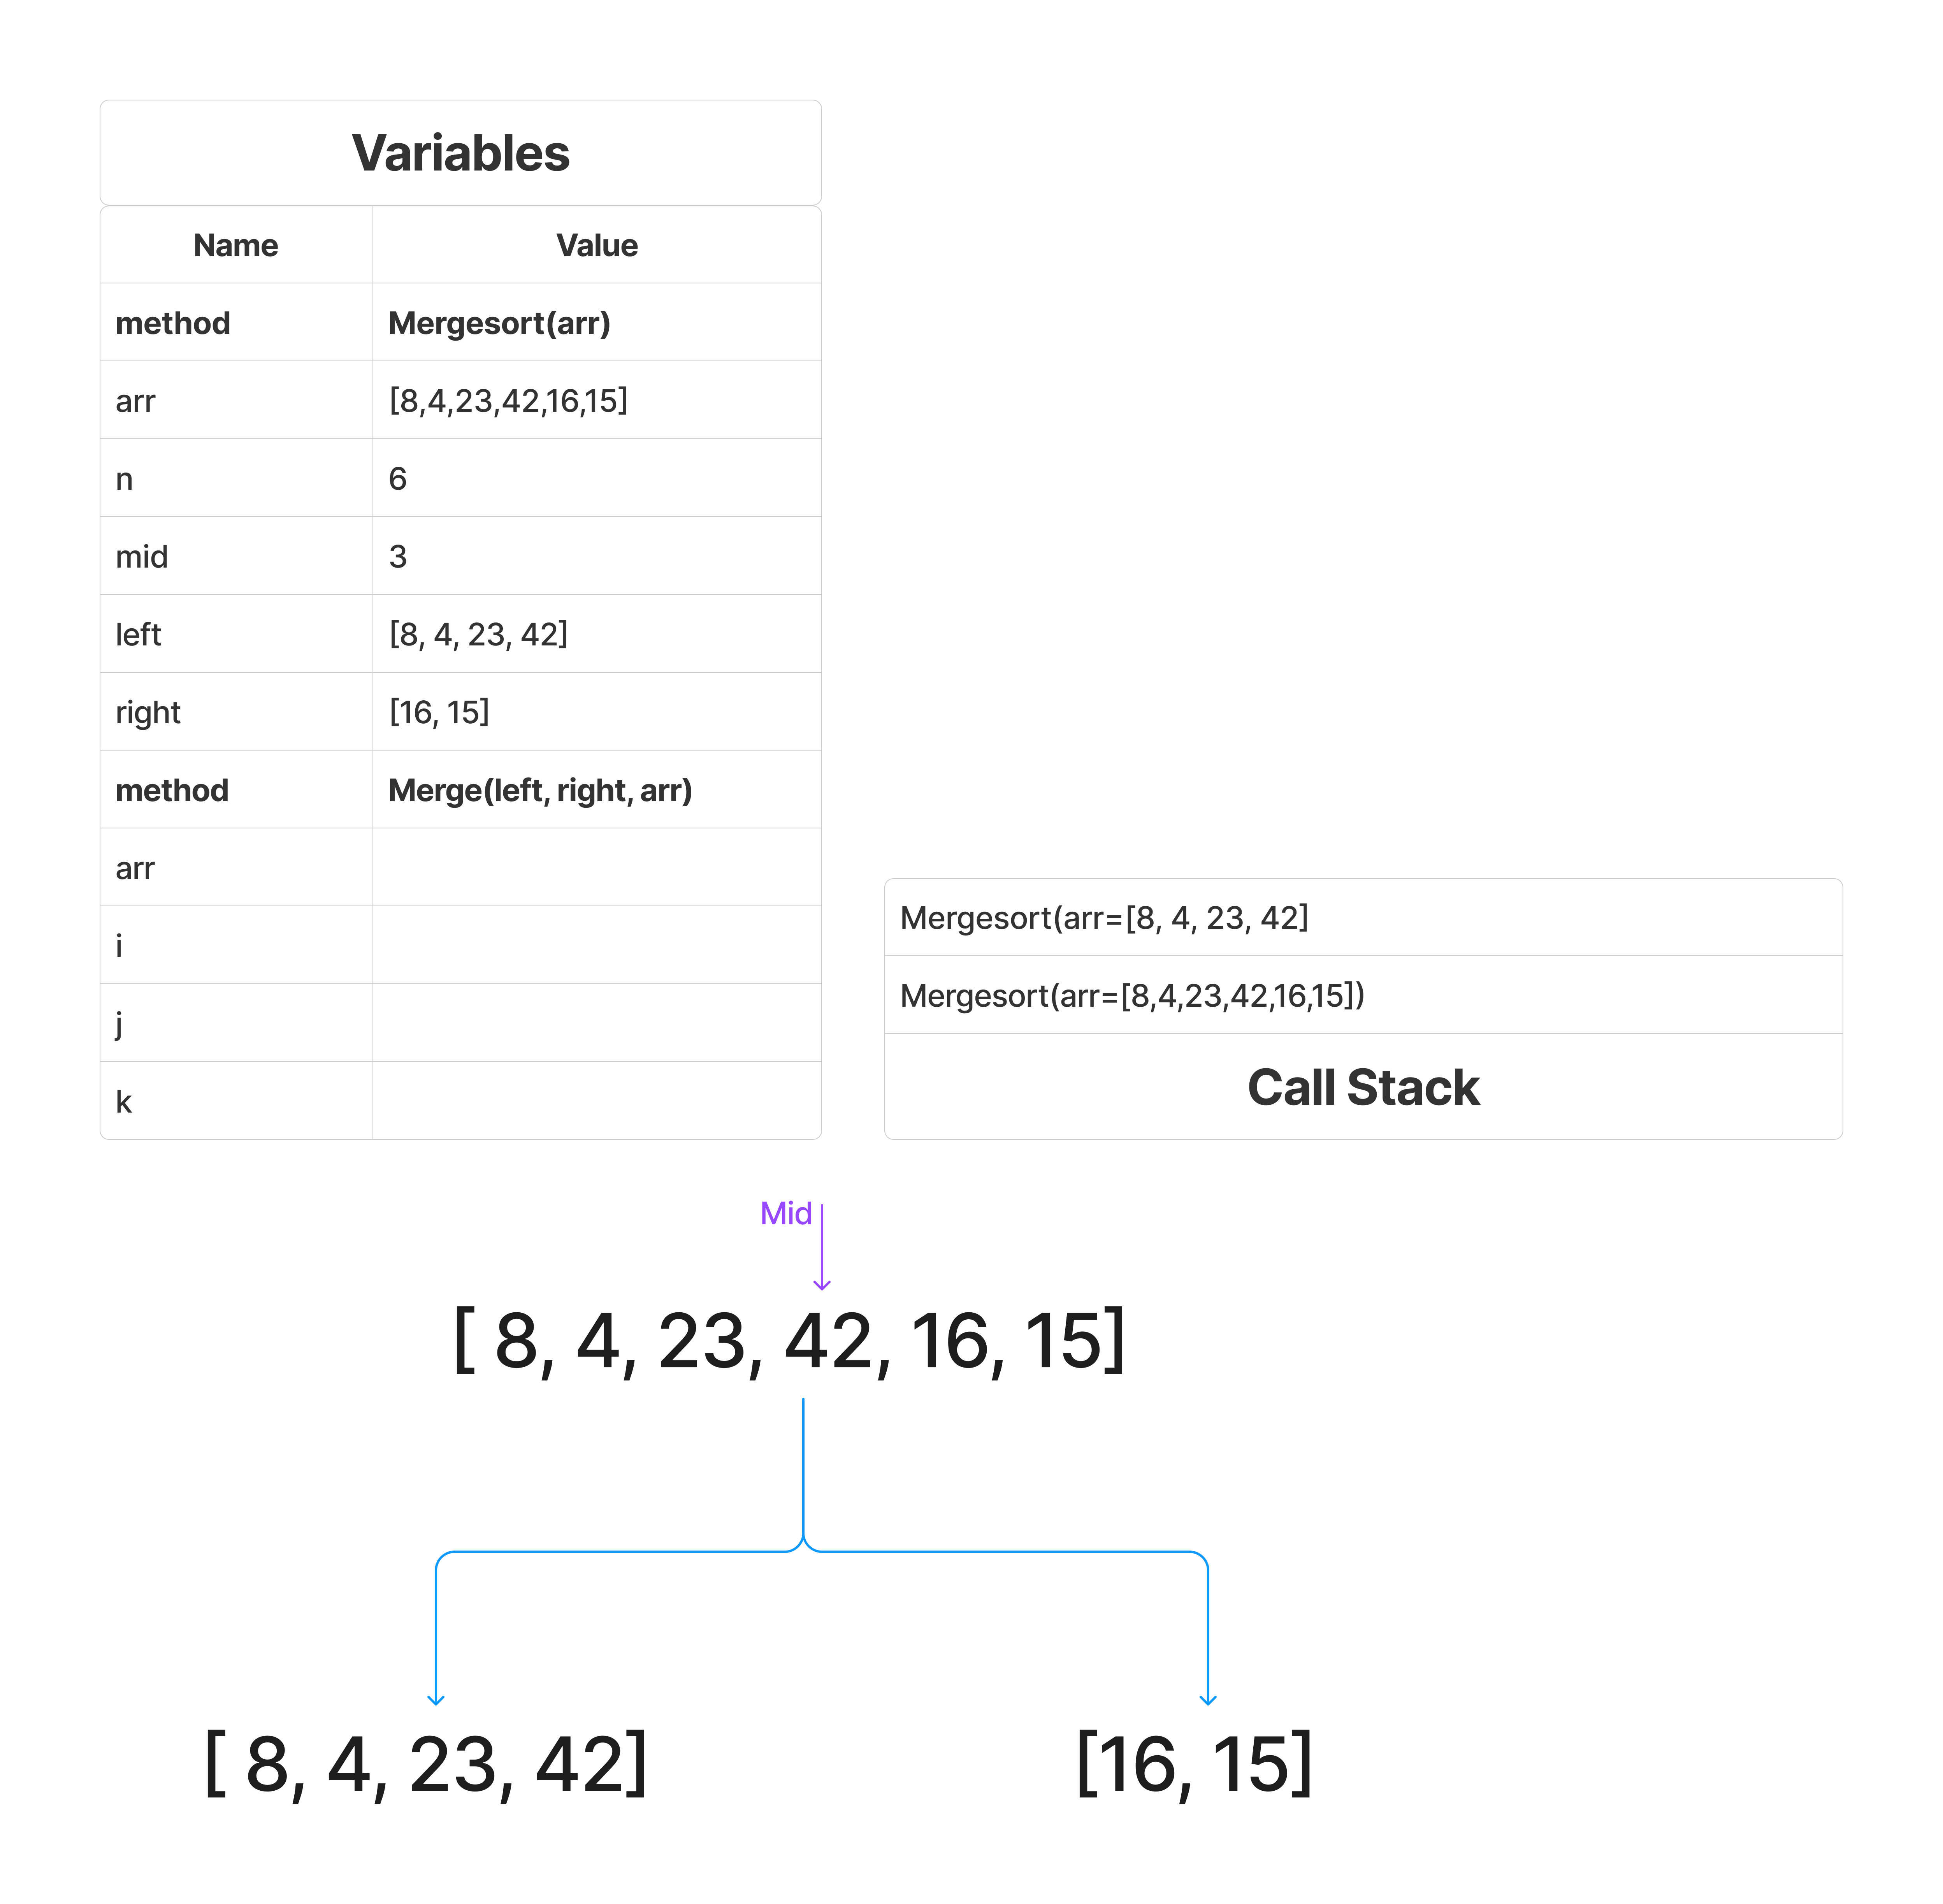 Variables
Name Value
method Mergesort(arr)
arr [8,4,23,42,16,15]
n 6
mid 3
left [8, 4, 23, 42]
right [16, 15]
method Merge(left, right, arr)
arr
i
j
k
Mergesort(arr=[8, 4, 23, 42]
Mergesort(arr=[8,4,23,42,16,15])
Call Stack
Mid
[ 8, 4, 23, 42, 16, 15]
[ 8, 4, 23, 42] [16, 15]